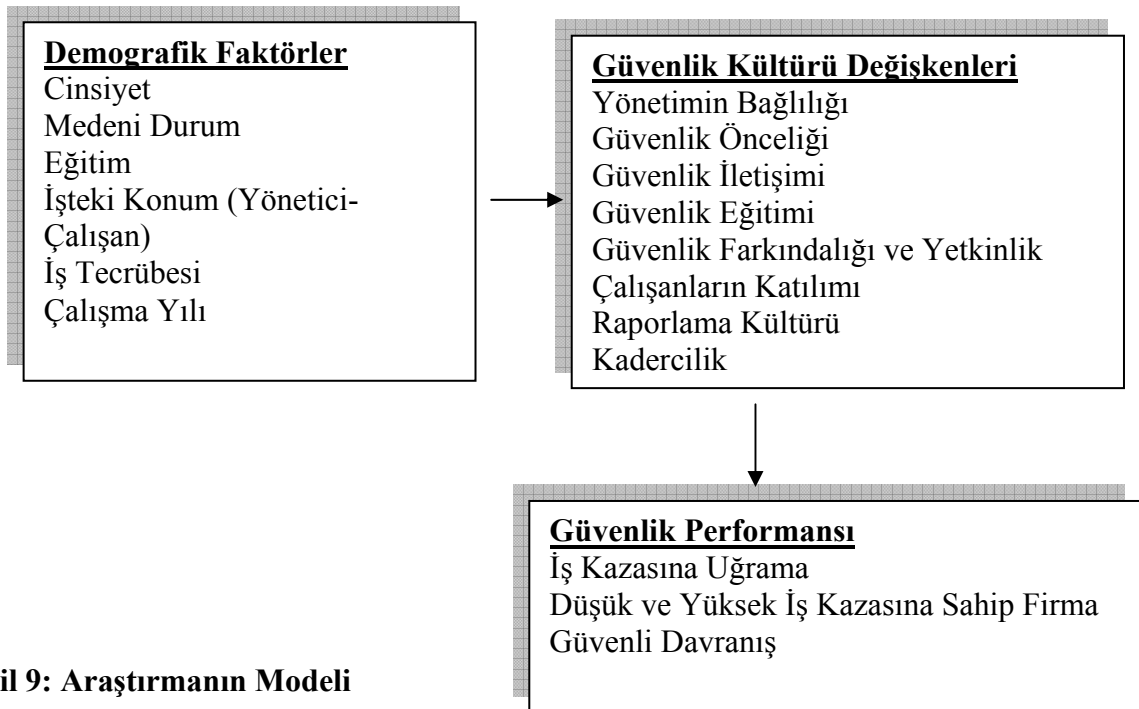 Demografik Faktörler
Cinsiyet
Medeni Durum
Eğitim
İşteki Konum (Yönetici-
Çalışan)
İş Tecrübesi
Çalışma Yılı
Güvenlik Kültürü Değişkenleri
Yönetimin Bağlılığı
Güvenlik Önceliği
Güvenlik İletişimi
Güvenlik Eğitimi
Güvenlik Farkındalığı ve Yetkinlik
Çalışanların Katılımı
Raporlama Kültürü
Kadercilik
Güvenlik Performansı
İş Kazasına Uğrama
Düşük ve Yüksek İş Kazasına Sahip Firma
Güvenli Davranış
il 9: Araştırmanın Modeli